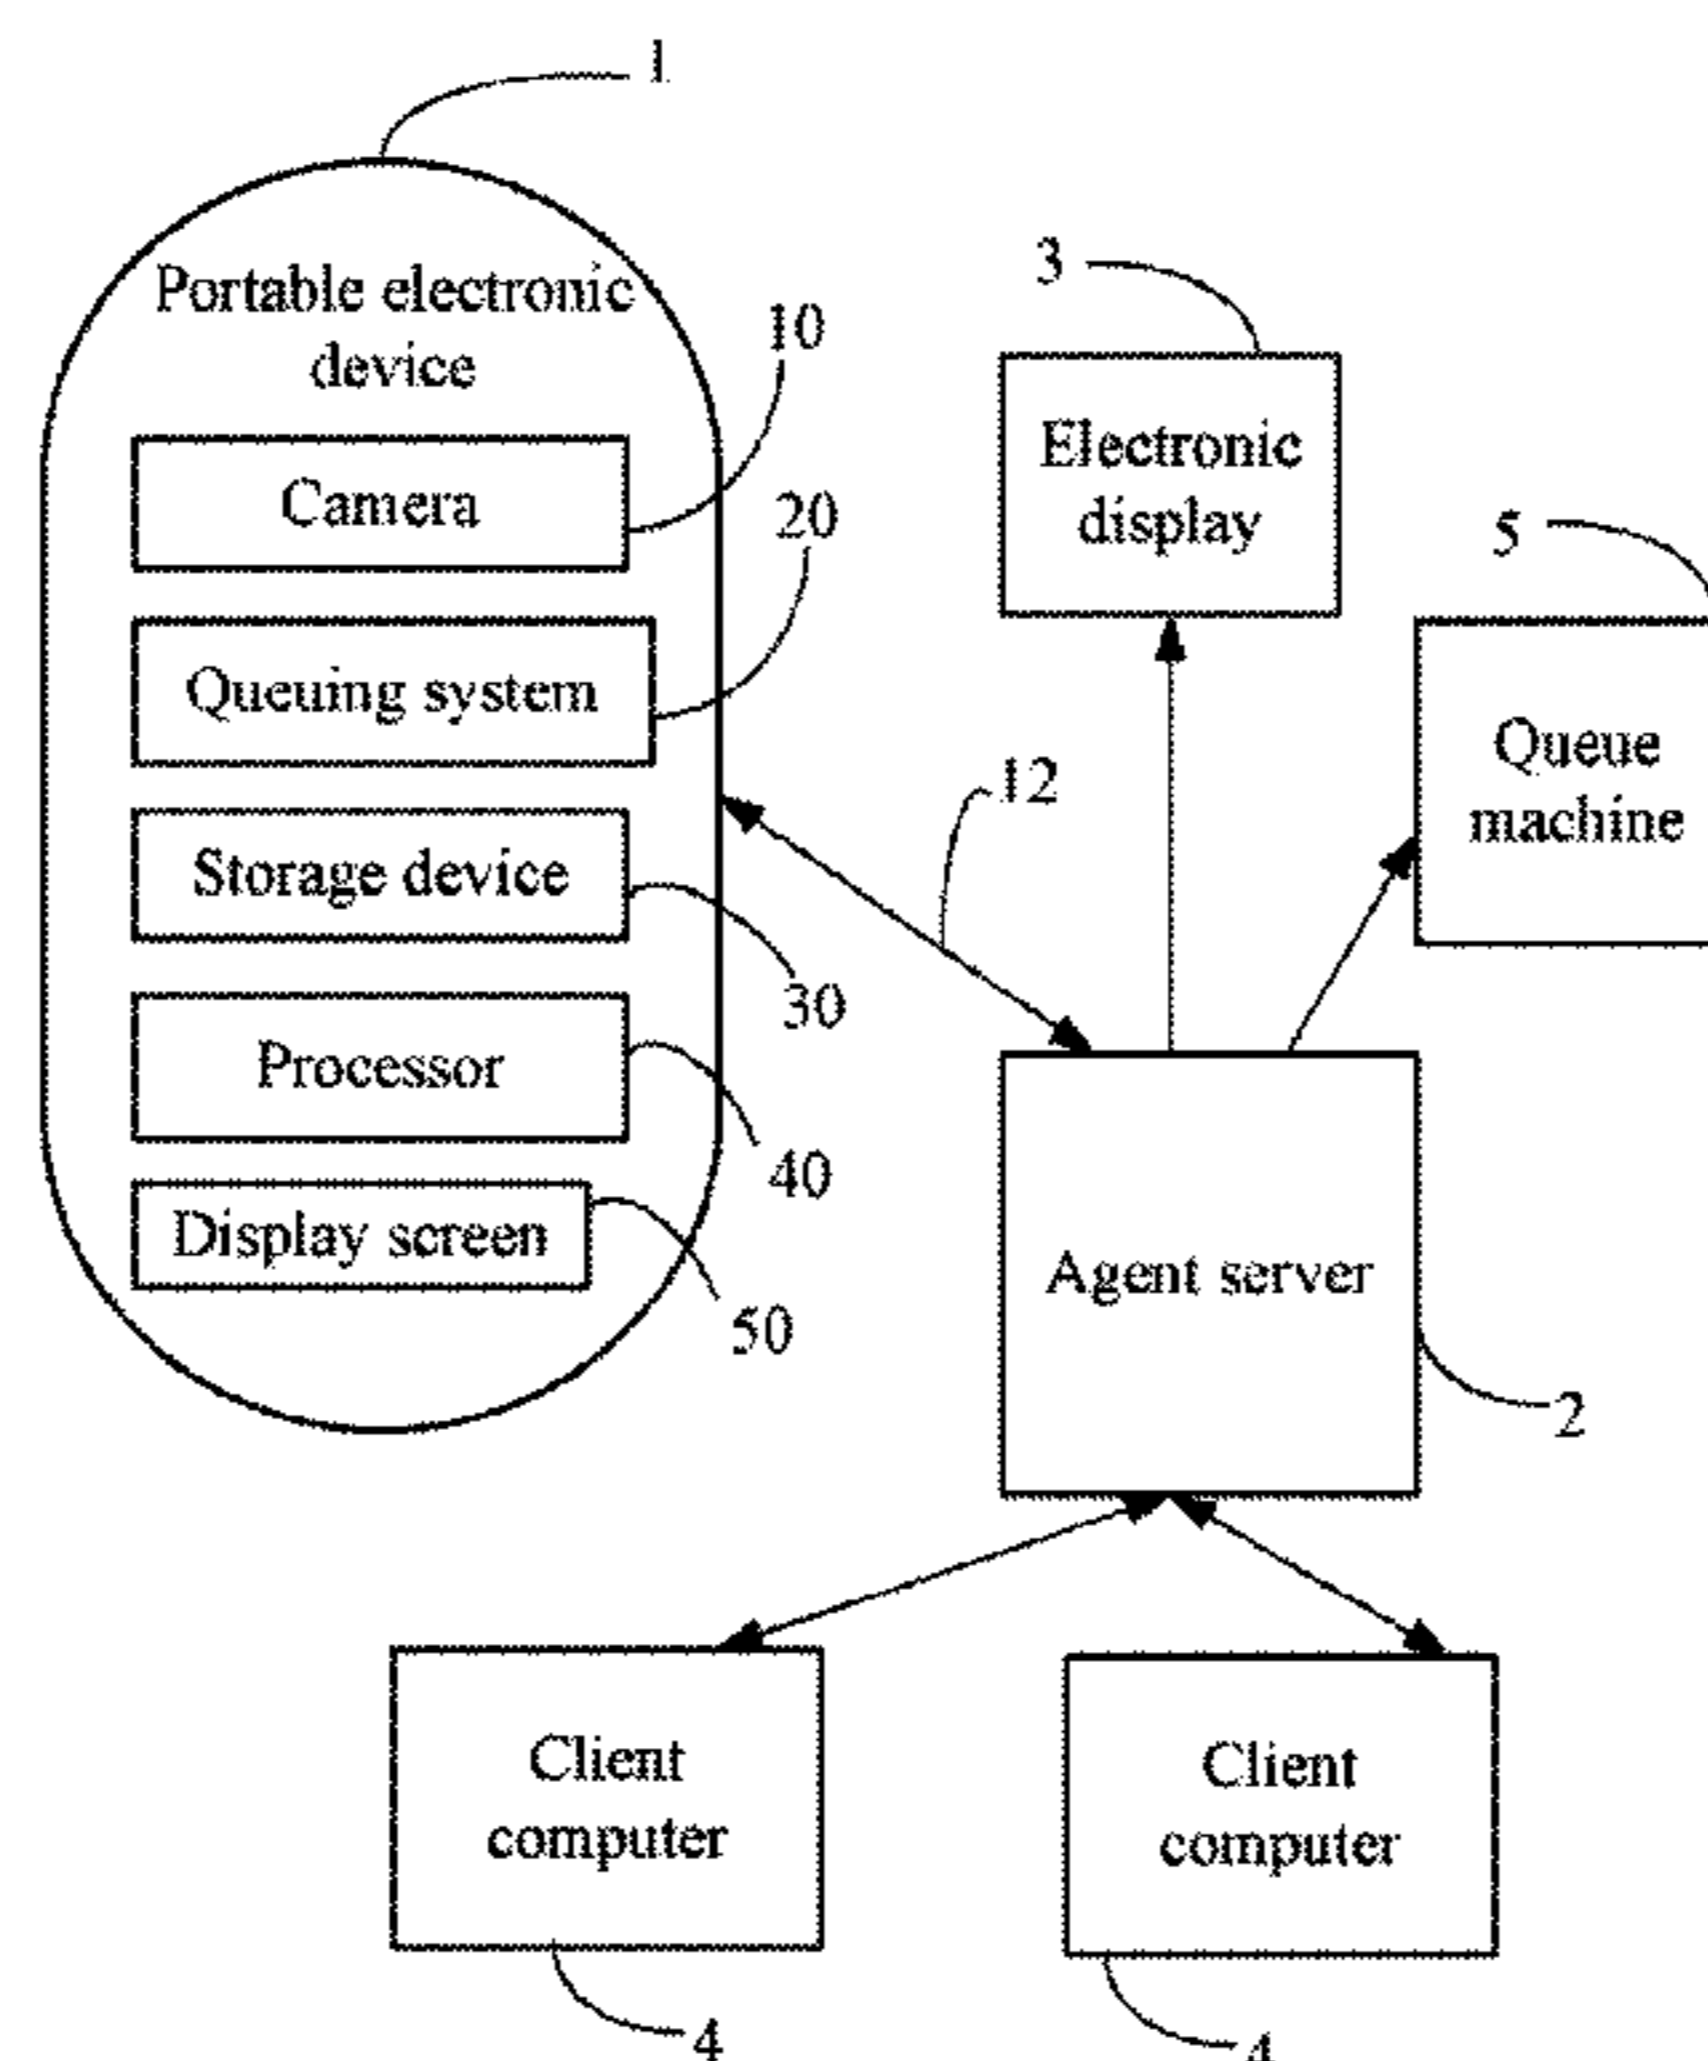 1
Portable electronic
device
10
Camera
20
Queuing system
Storage device
30
Processor
40
Display screen
50
3
Electronic
display
5
Queue
machine
12
Agent server
2
Client
computer
4
Client
computer
4